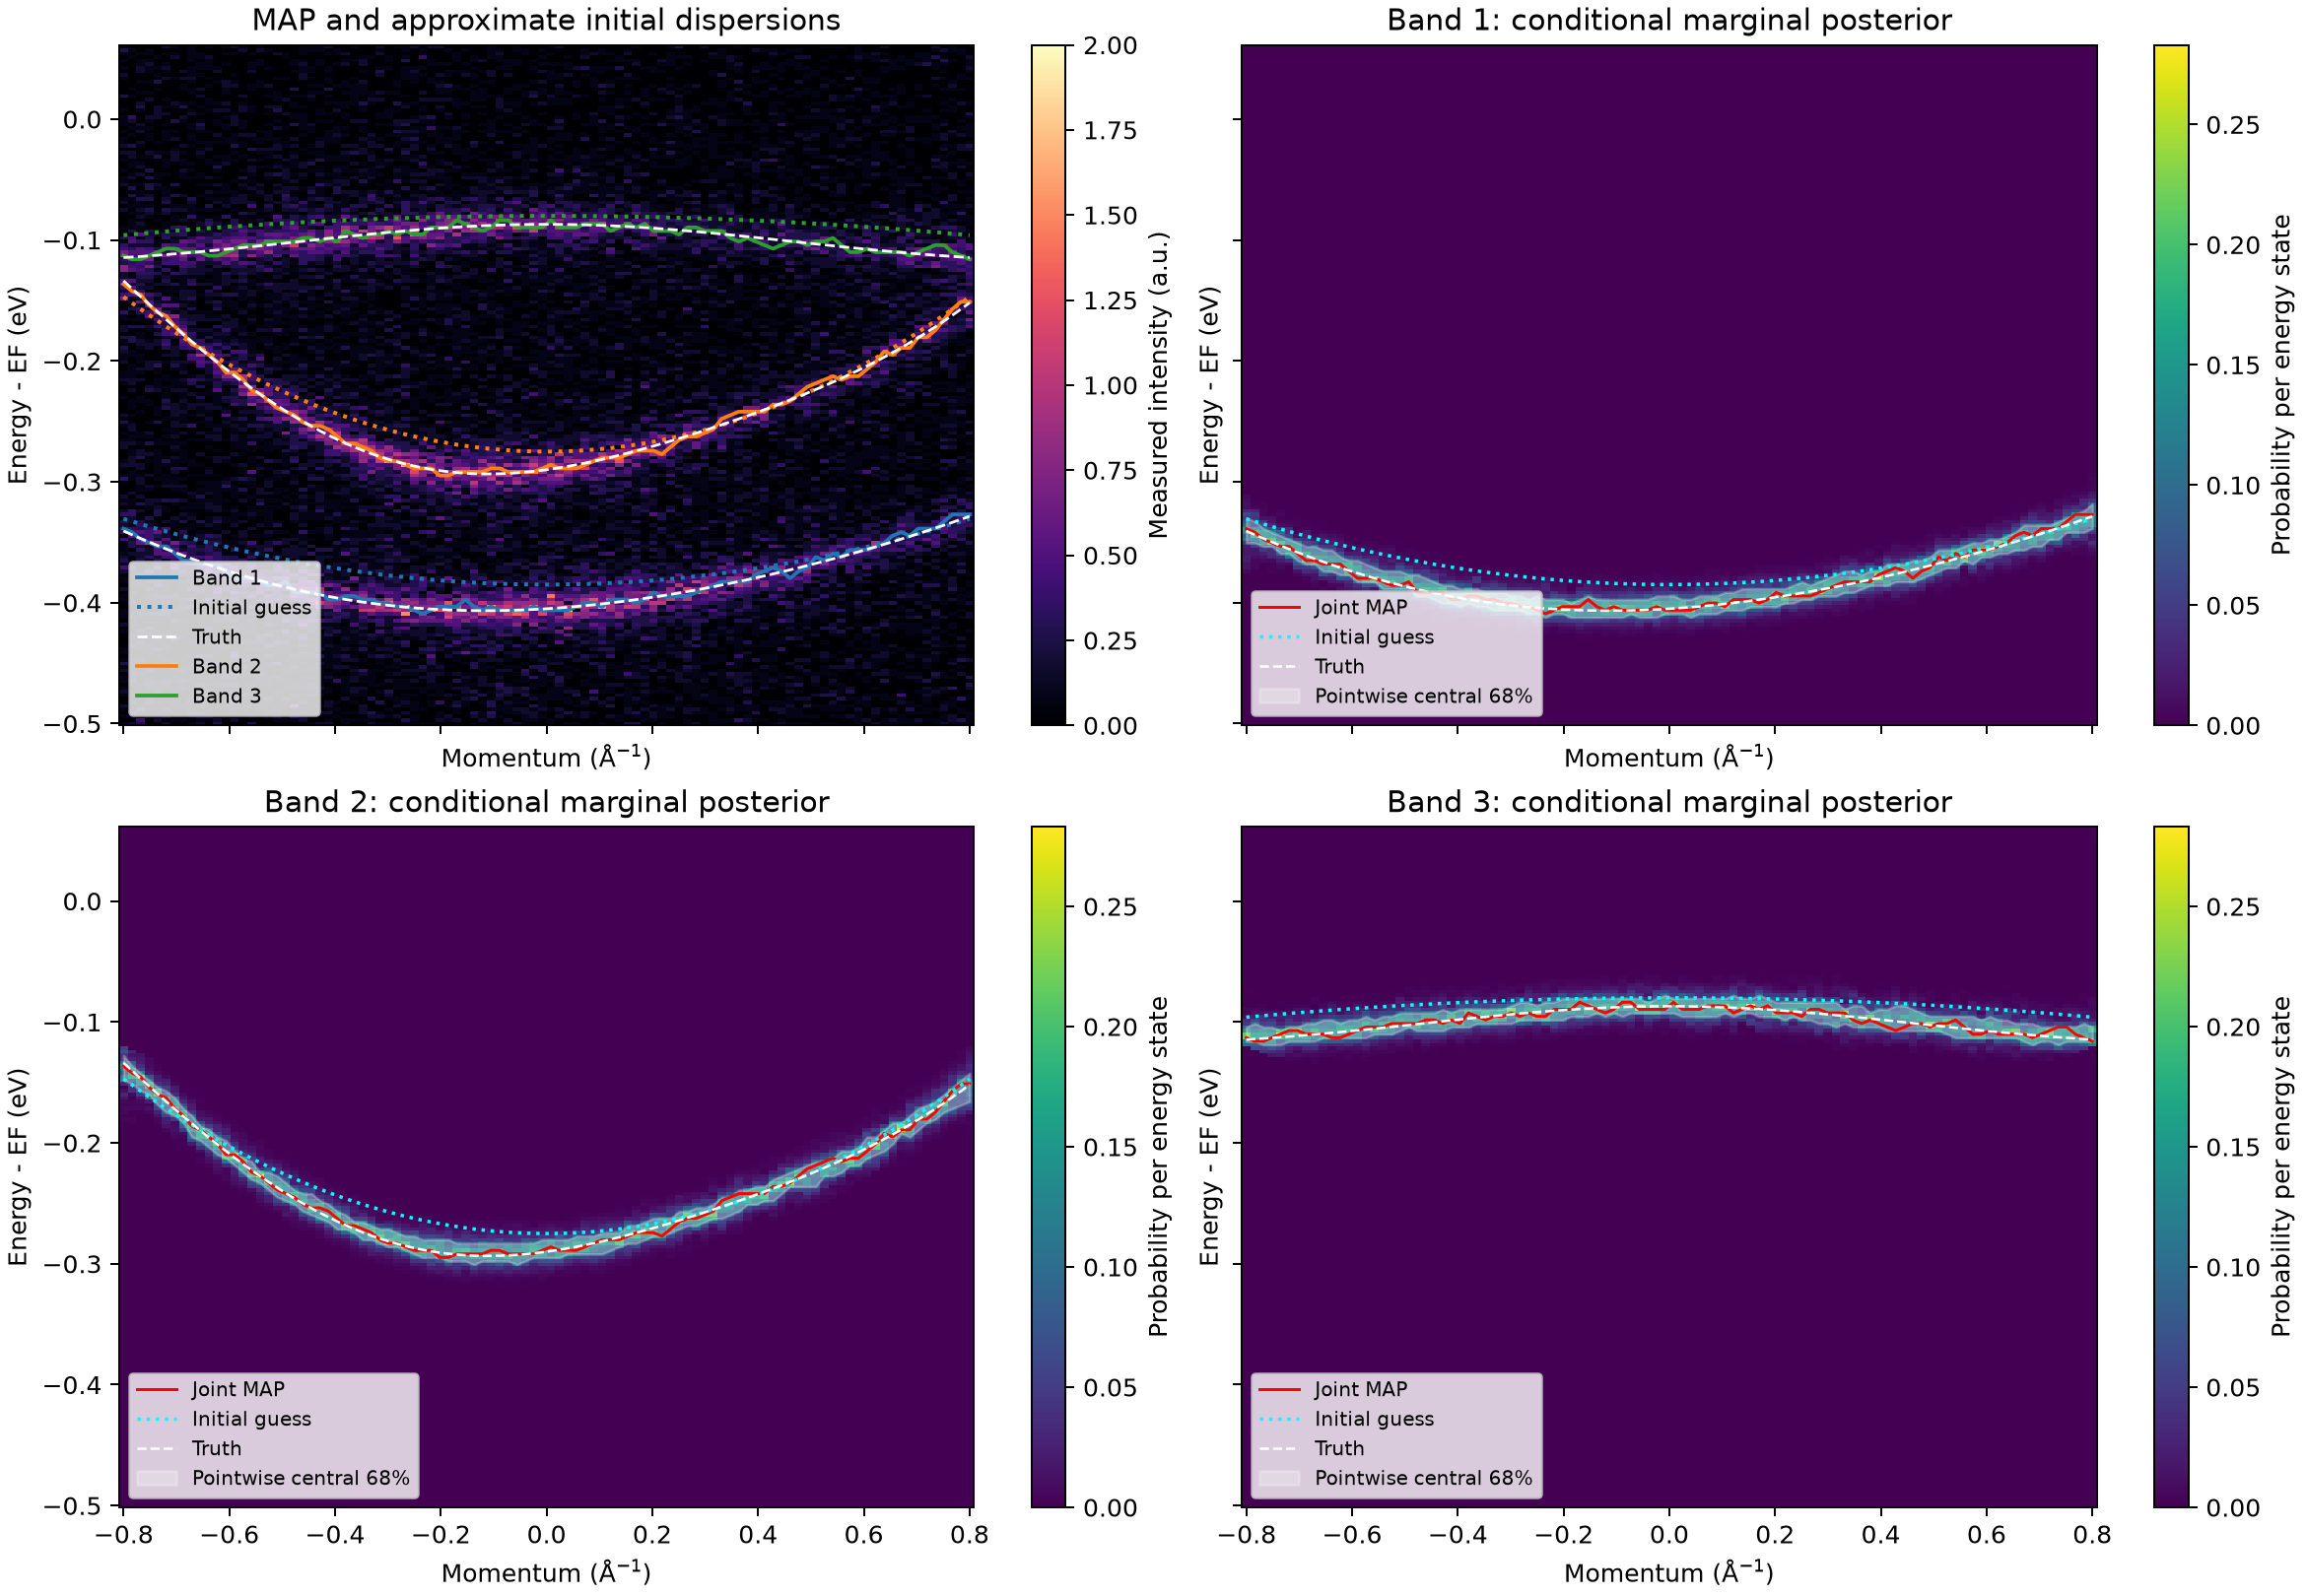 MAP and approximate initial dispersions
0.0
−0.1
−0.2
−0.3
−0.4
−0.5
Energy - EF (eV)
Band 1
Initial guess
Truth
Band 2
Band 3
Momentum (Å⁻¹)
2.00
1.75
1.50
1.25
1.00
0.75
0.50
0.25
0.00
Measured intensity (a.u.)
Band 1: conditional marginal posterior
Energy - EF (eV)
Joint MAP
Initial guess
Truth
Pointwise central 68%
Momentum (Å⁻¹)
0.25
0.20
0.15
0.10
0.05
0.00
Probability per energy state
Band 2: conditional marginal posterior
0.0
−0.1
−0.2
−0.3
−0.4
−0.5
Energy - EF (eV)
Joint MAP
Initial guess
Truth
Pointwise central 68%
−0.8 −0.6 −0.4 −0.2 0.0 0.2 0.4 0.6 0.8
Momentum (Å⁻¹)
0.25
0.20
0.15
0.10
0.05
0.00
Probability per energy state
Band 3: conditional marginal posterior
Energy - EF (eV)
Joint MAP
Initial guess
Truth
Pointwise central 68%
−0.8 −0.6 −0.4 −0.2 0.0 0.2 0.4 0.6 0.8
Momentum (Å⁻¹)
0.25
0.20
0.15
0.10
0.05
0.00
Probability per energy state